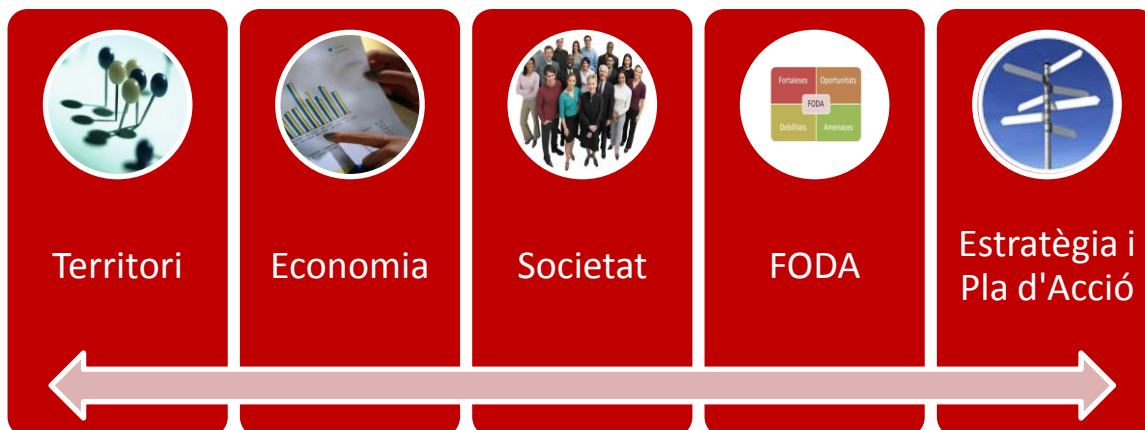 Fortaleses
Oportunitats
FODA
Debilitats
Amenaces
Territori
Economia
Societat
FODA
Estratègia i
Pla d'Acció